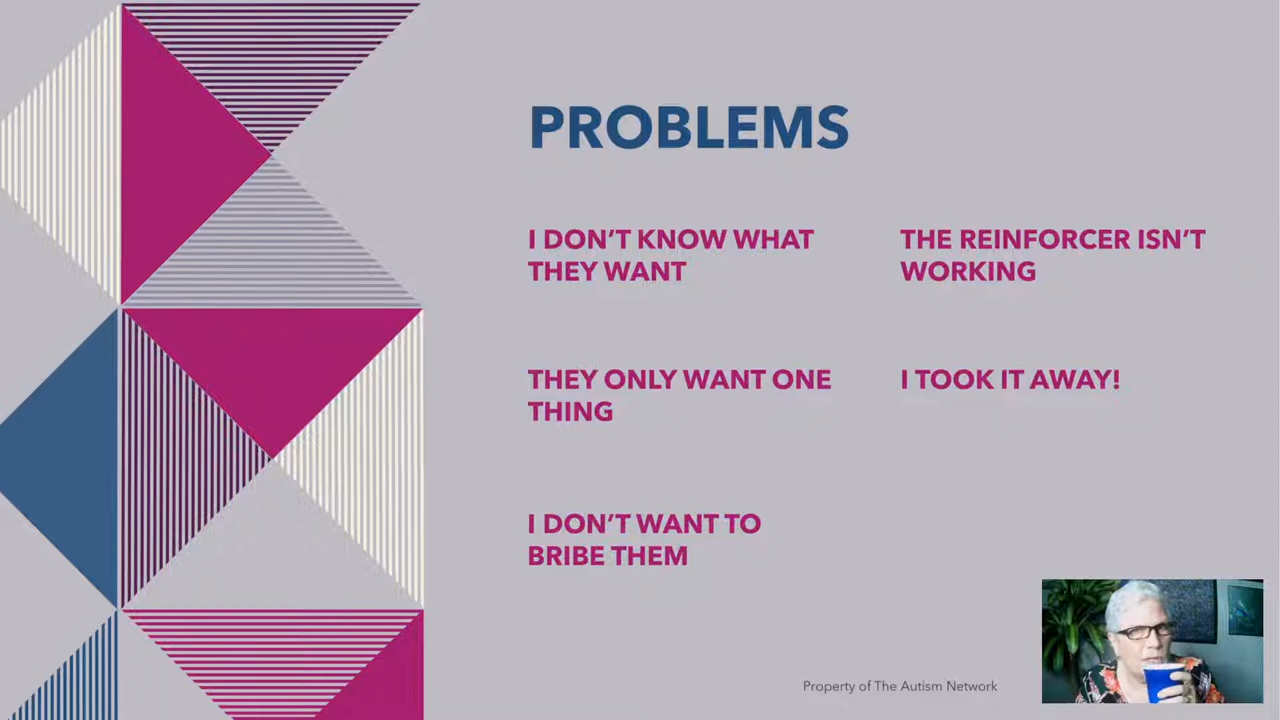 PROBLEMS
I DON’T KNOW WHAT
THEY WANT
THE REINFORCER ISN’T
WORKING
THEY ONLY WANT ONE
THING
I TOOK IT AWAY!
I DON’T WANT TO
BRIBE THEM
Property of The Autism Network